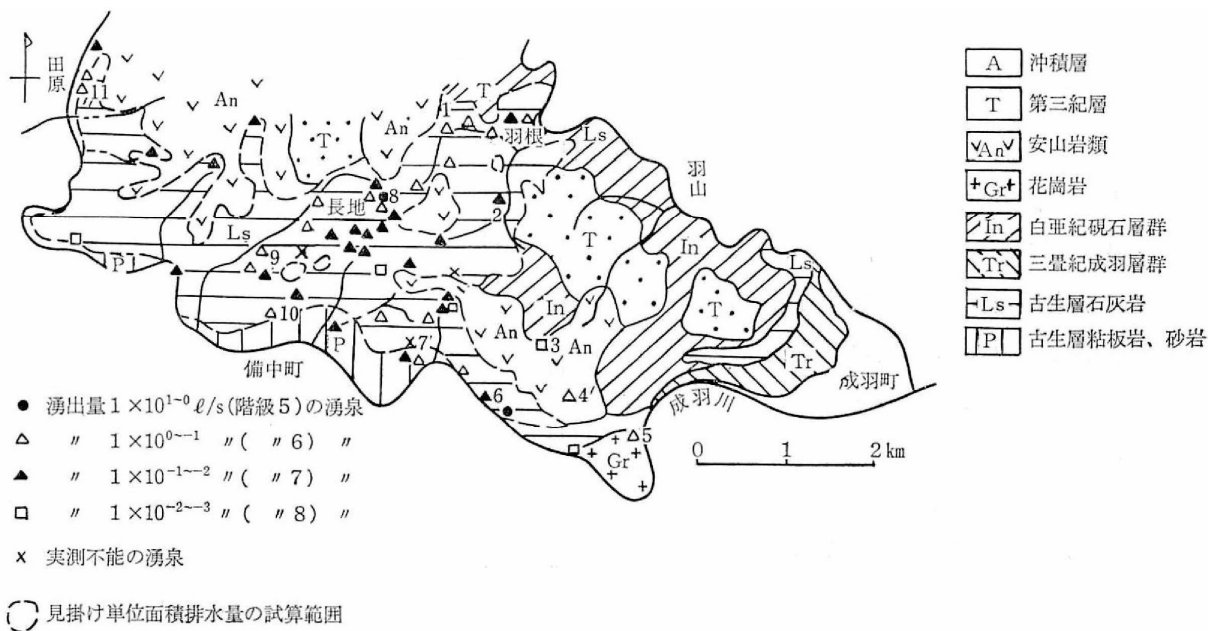 田原
11
An
T
An
1
T
羽根
Ls
羽山
8
長地
2
Ls
T
In
9
P
10
In
An
3
An
T
Ls
P
7'
備中町
4'
Tr
成羽町
6
成羽川
5
Gr
0 1 2 km
A 沖積層
T 第三紀層
An 安山岩類
Gr 花崗岩
In 白亜紀硯石層群
Tr 三畳紀成羽層群
Ls 古生層石灰岩
P 古生層粘板岩、砂岩
● 湧出量1×10¹~⁰ℓ/s(階級5)の湧泉
△ 〃 1×10⁰~⁻¹ 〃( 〃 6) 〃
▲ 〃 1×10⁻¹~⁻² 〃( 〃 7) 〃
□ 〃 1×10⁻²~⁻³ 〃( 〃 8) 〃
× 実測不能の湧泉
見掛け単位面積排水量の試算範囲